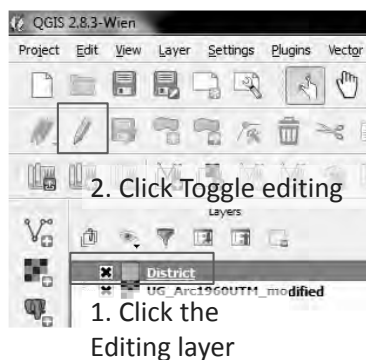 QGIS 2.8.3-Wien
Project Edit View Layer Settings Plugins Vector
2. Click Toggle editing
Layers
District
UG_Arc1960UTM_modified
1. Click the
Editing layer